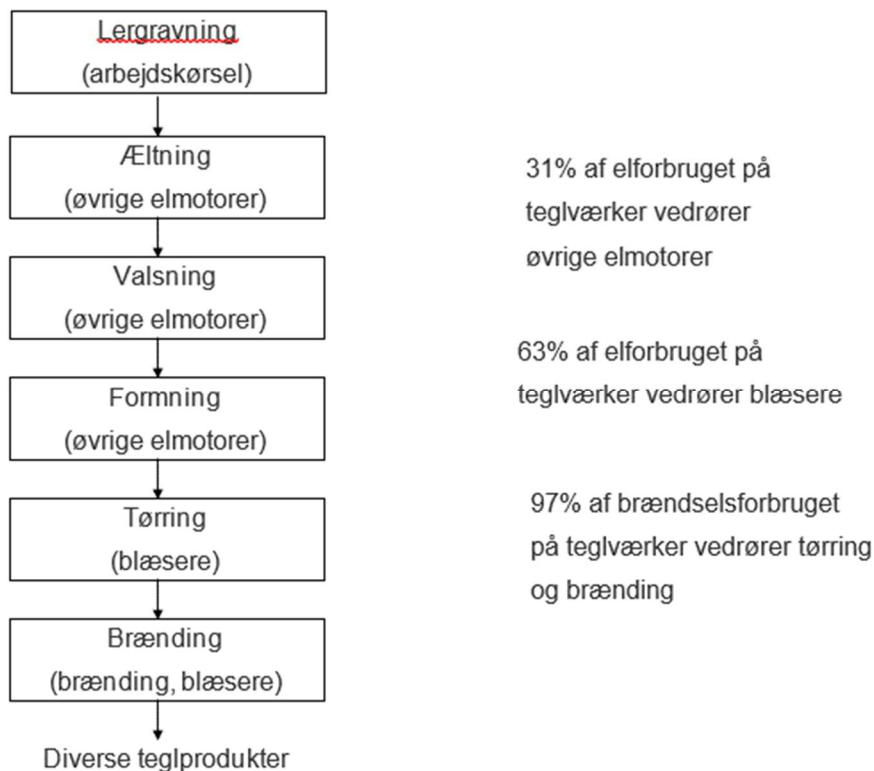 Lergravning
(arbejdskørsel)
Æltning
(øvrige elmotorer)
Valsning
(øvrige elmotorer)
Formning
(øvrige elmotorer)
Tørring
(blæsere)
Brænding
(brænding, blæsere)
Diverse teglprodukter
31% af elforbruget på
teglværker vedrører
øvrige elmotorer
63% af elforbruget på
teglværker vedrører blæsere
97% af brændselsforbruget
på teglværker vedrører tørring
og brænding